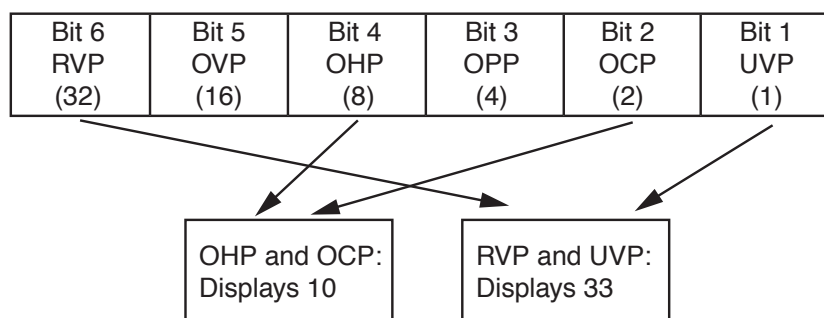 Bit 6 Bit 5 Bit 4 Bit 3 Bit 2 Bit 1
RVP OVP OHP OPP OCP UVP
(32) (16) (8) (4) (2) (1)
OHP and OCP: RVP and UVP:
Displays 10 Displays 33